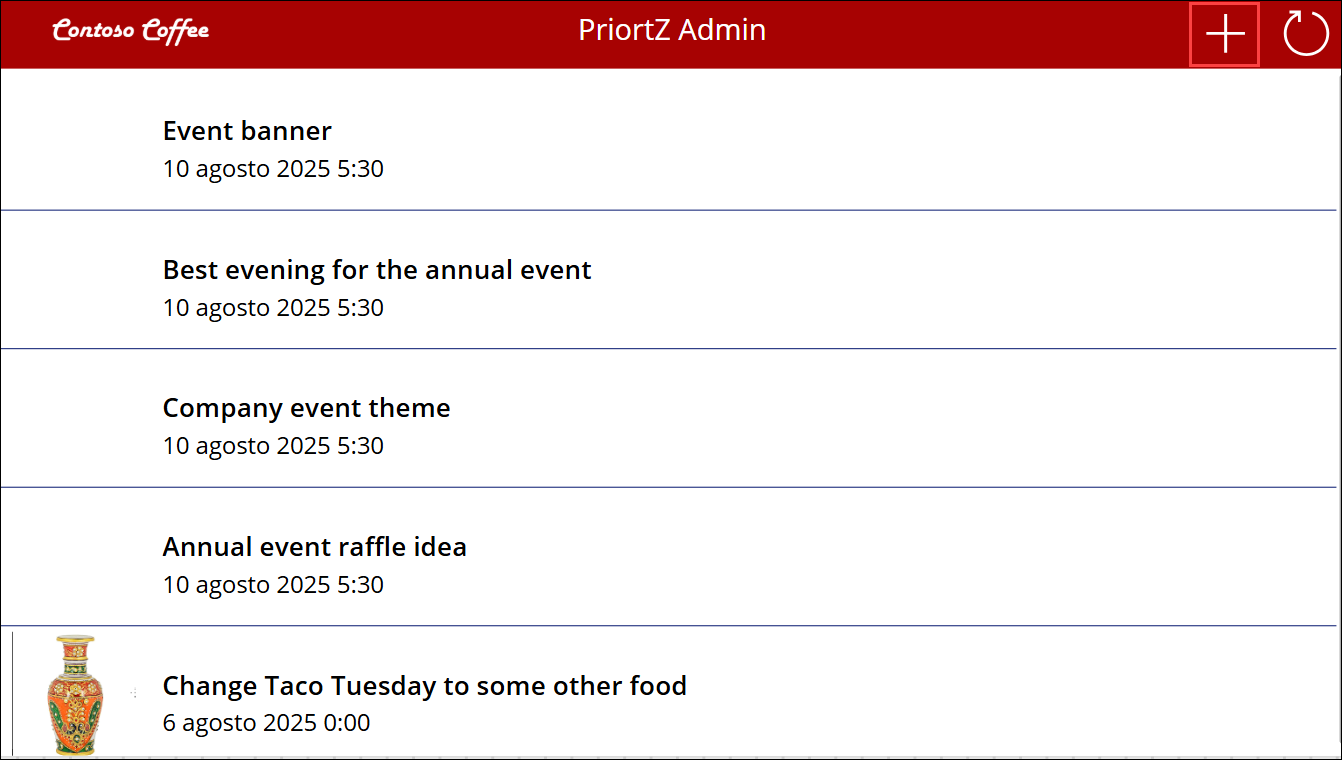 Contoso Coffee
PriortZ Admin
Event banner
10 agosto 2025 5:30
Best evening for the annual event
10 agosto 2025 5:30
Company event theme
10 agosto 2025 5:30
Annual event raffle idea
10 agosto 2025 5:30
Change Taco Tuesday to some other food
6 agosto 2025 0:00